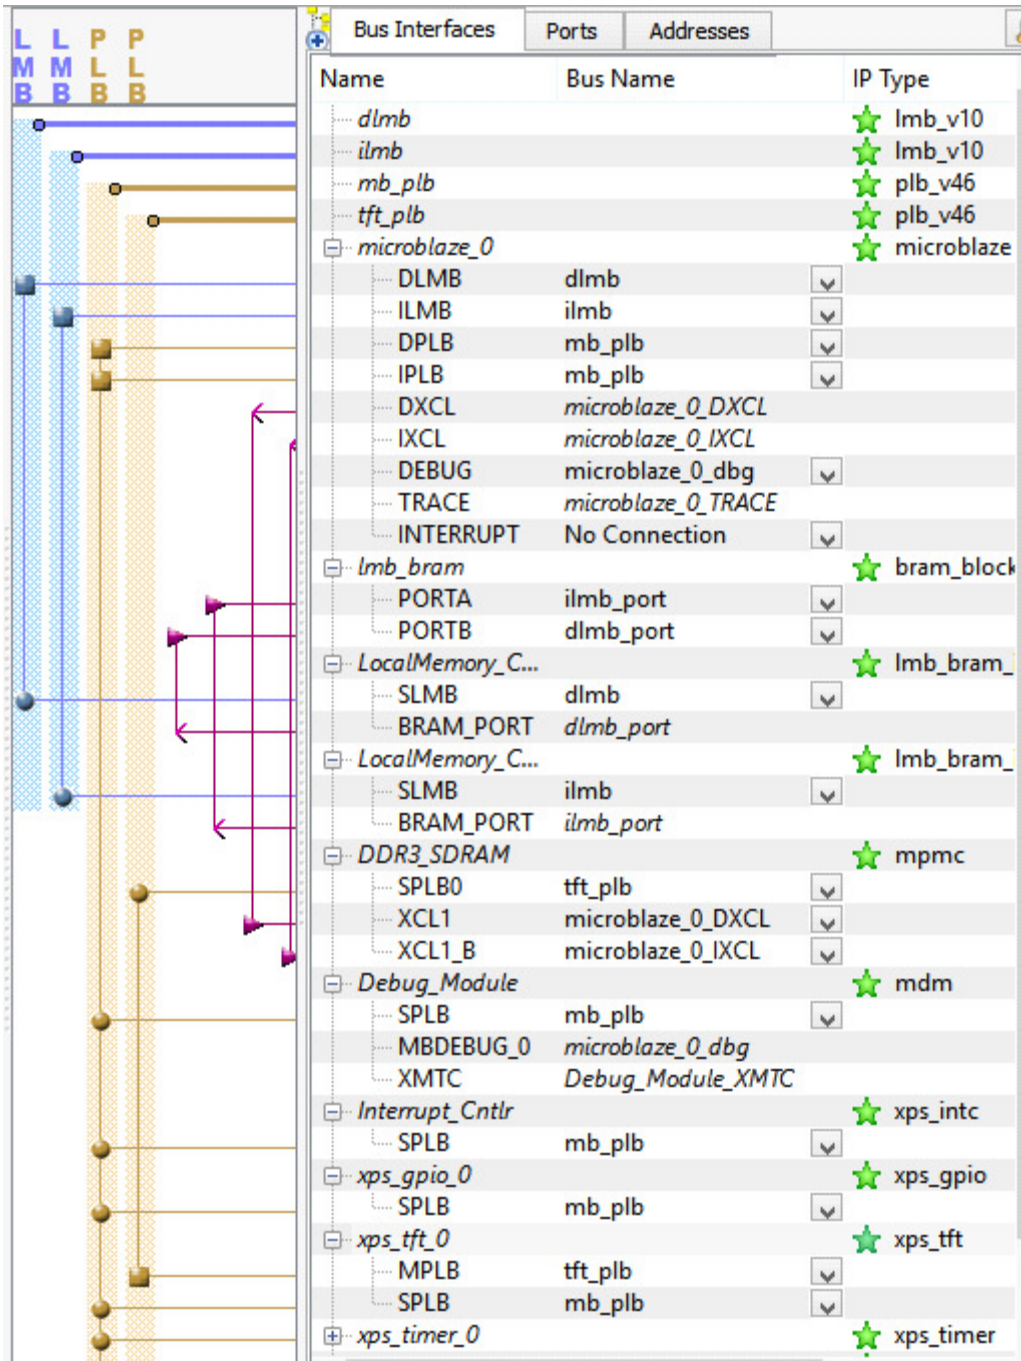 LMB LMB PLB PLB
Bus Interfaces Ports Addresses
Name Bus Name IP Type
dlmb lmb_v10
ilmb lmb_v10
mb_plb plb_v46
tft_plb plb_v46
microblaze_0 microblaze
DLMB dlmb
ILMB ilmb
DPLB mb_plb
IPLB mb_plb
DXCL microblaze_0_DXCL
IXCL microblaze_0_IXCL
DEBUG microblaze_0_dbg
TRACE microblaze_0_TRACE
INTERRUPT No Connection
lmb_bram bram_block
PORTA ilmb_port
PORTB dlmb_port
LocalMemory_C... lmb_bram_
SLMB dlmb
BRAM_PORT dlmb_port
LocalMemory_C... lmb_bram_
SLMB ilmb
BRAM_PORT ilmb_port
DDR3_SDRAM mpmc
SPLB0 tft_plb
XCL1 microblaze_0_DXCL
XCL1_B microblaze_0_IXCL
Debug_Module mdm
SPLB mb_plb
MBDEBUG_0 microblaze_0_dbg
XMTC Debug_Module_XMTC
Interrupt_Cntlr xps_intc
SPLB mb_plb
xps_gpio_0 xps_gpio
SPLB mb_plb
xps_tft_0 xps_tft
MPLB tft_plb
SPLB mb_plb
xps_timer_0 xps_timer